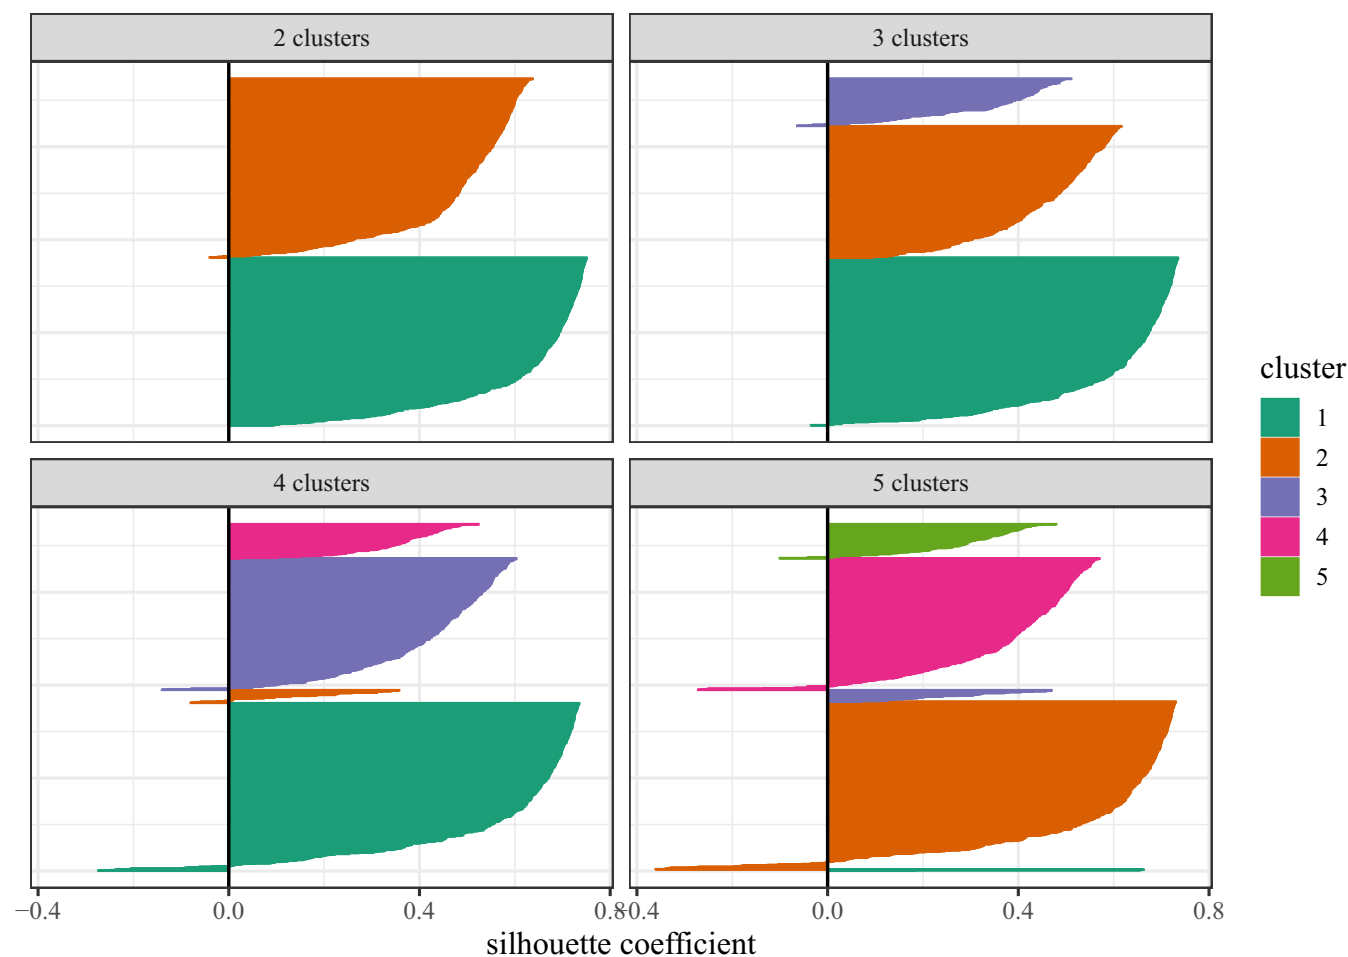 2 clusters
3 clusters
4 clusters
5 clusters
−0.4 0.0 0.4 0.8
−0.4 0.0 0.4 0.8
silhouette coefficient
cluster
1
2
3
4
5